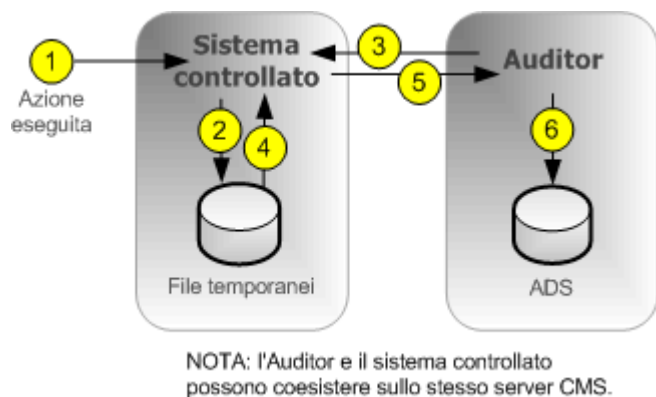 1
Azione
eseguita
Sistema
controllato
2
4
File temporanei
3
5
Auditor
6
ADS
NOTA: l'Auditor e il sistema controllato
possono coesistere sullo stesso server CMS.